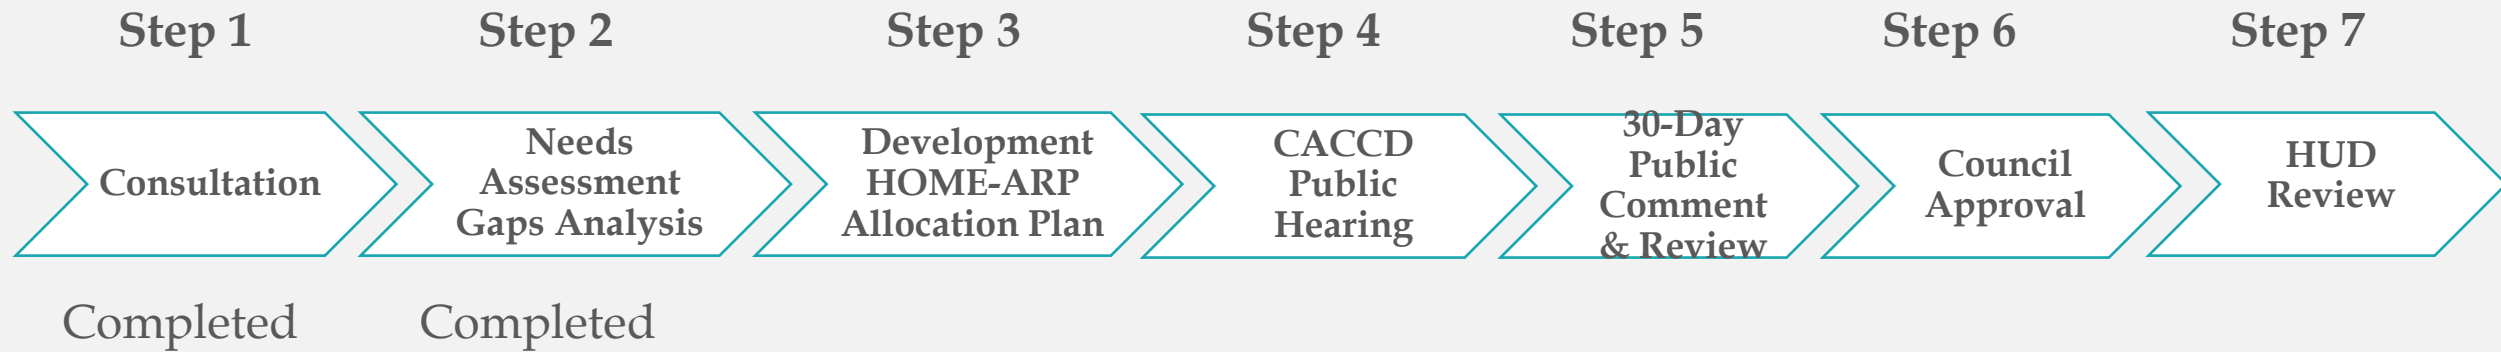 Step 1
Step 2
Step 3
Step 4
Step 5
Step 6
Step 7
Consultation
Needs
Assessment
Gaps Analysis
Development
HOME-ARP
Allocation Plan
CACCD
Public
Hearing
30-Day
Public
Comment
& Review
Council
Approval
HUD
Review
Completed
Completed